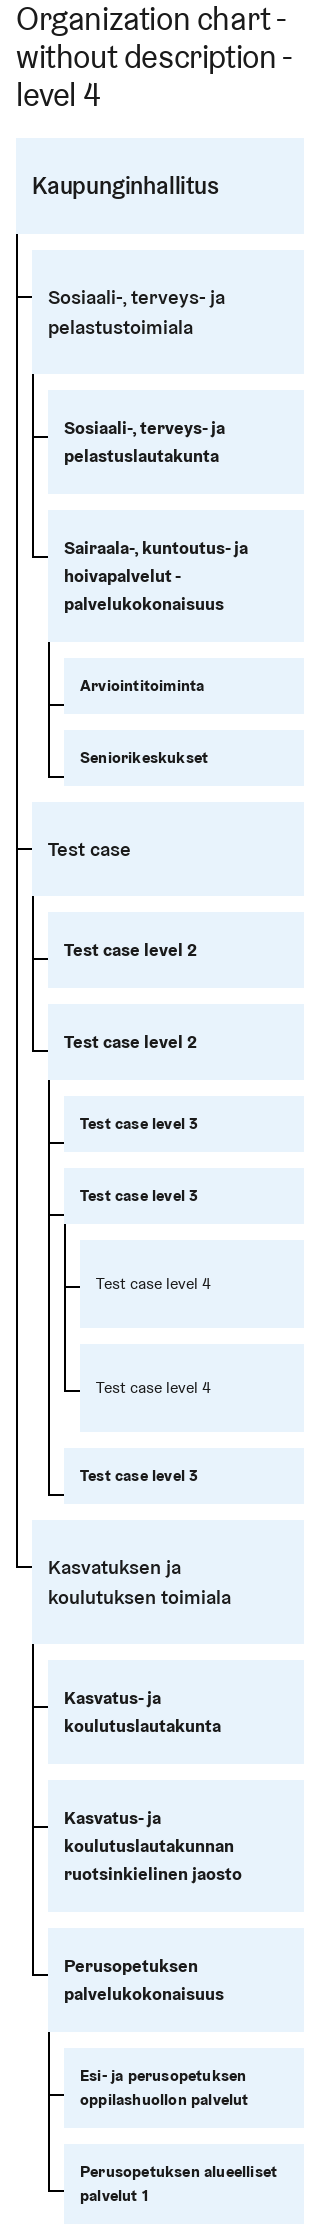 Organization chart -
without description -
level 4
Kaupunginhallitus
Sosiaali-, terveys- ja
pelastustoimiala
Sosiaali-, terveys- ja
pelastuslautakunta
Sairaala-, kuntoutus- ja
hoivapalvelut -
palvelukokonaisuus
Arviointitoiminta
Seniorikeskukset
Test case
Test case level 2
Test case level 2
Test case level 3
Test case level 3
Test case level 4
Test case level 4
Test case level 3
Kasvatuksen ja
koulutuksen toimiala
Kasvatus- ja
koulutuslautakunta
Kasvatus- ja
koulutuslautakunnan
ruotsinkielinen jaosto
Perusopetuksen
palvelukokonaisuus
Esi- ja perusopetuksen
oppilashuollon palvelut
Perusopetuksen alueelliset
palvelut 1